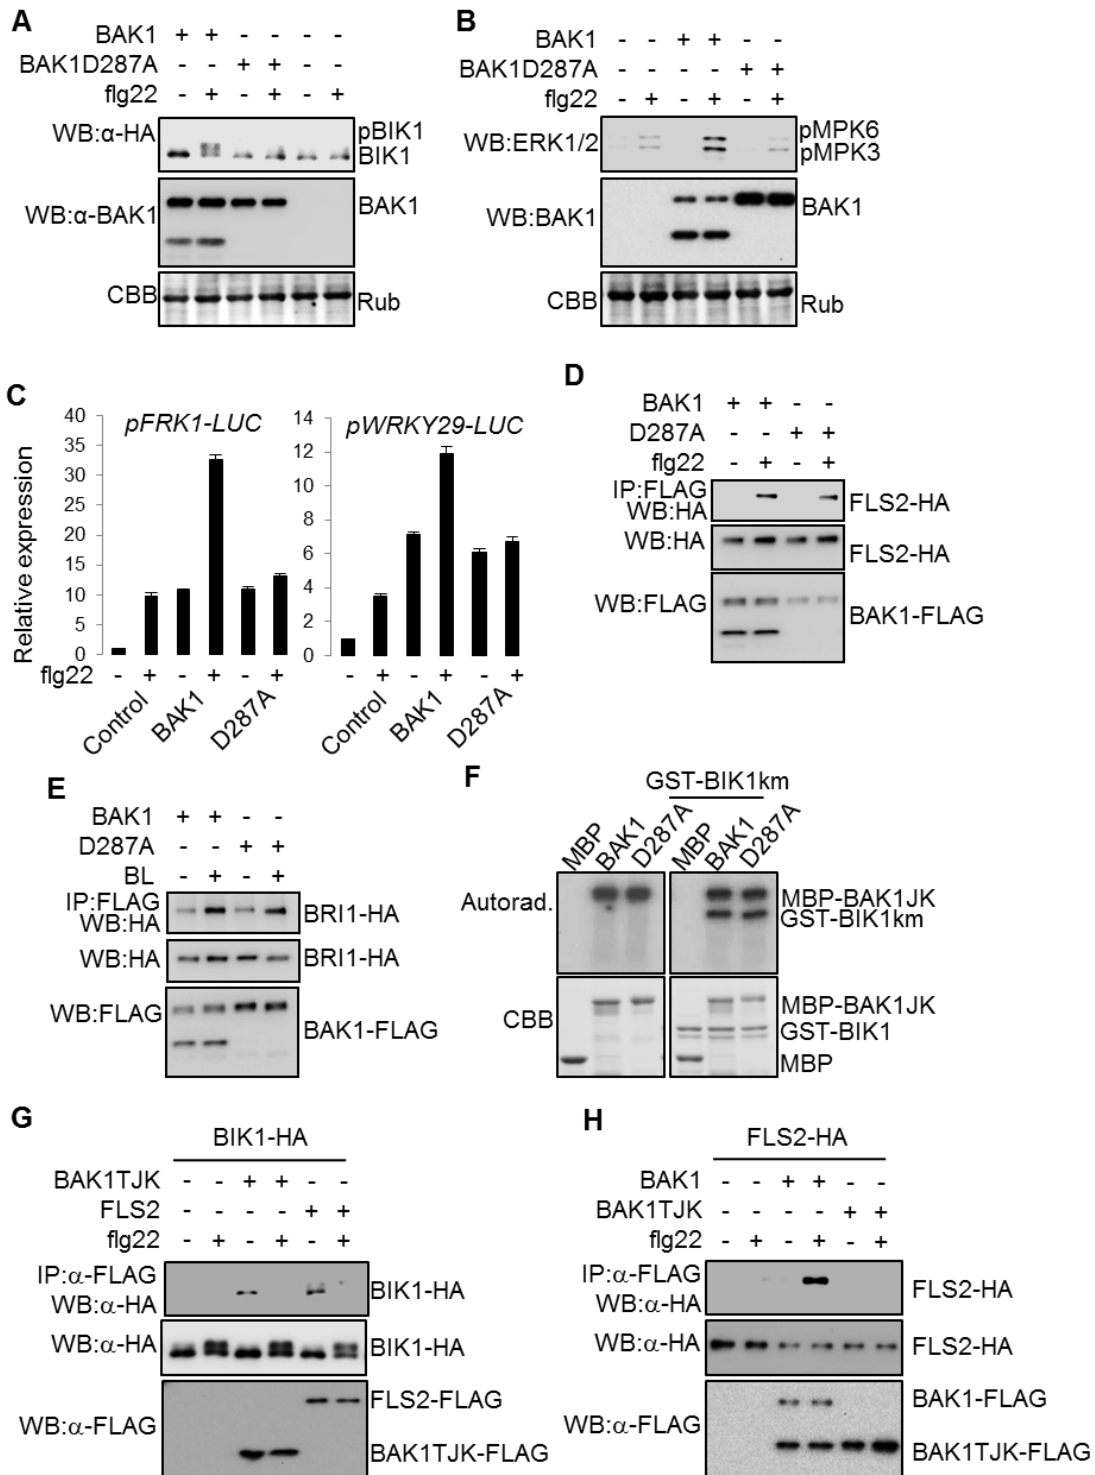 A
BAK1 + + - - - -
BAK1D287A - - + + - -
flg22 - + - + - +
WB:α-HA pBIK1
BIK1
WB:α-BAK1 BAK1
CBB Rub
B
BAK1 - - + + - -
BAK1D287A - - - - + +
flg22 - + - + - +
WB:ERK1/2 pMPK6
pMPK3
WB:BAK1 BAK1
CBB Rub
C
Relative expression
pFRK1-LUC
40
35
30
25
20
15
10
5
0
pWRKY29-LUC
14
12
10
8
6
4
2
0
flg22 - + - + - + - + - + - +
Control BAK1 D287A Control BAK1 D287A
D
BAK1 + + - -
D287A - - + +
flg22 - + - +
IP:FLAG
WB:HA FLS2-HA
WB:HA FLS2-HA
WB:FLAG BAK1-FLAG
E
BAK1 + + - -
D287A - - + +
BL - + - +
IP:FLAG
WB:HA BRI1-HA
WB:HA BRI1-HA
WB:FLAG BAK1-FLAG
F
GST-BIK1km
MBP BAK1 D287A MBP BAK1 D287A
Autorad. MBP-BAK1JK
GST-BIK1km
CBB MBP-BAK1JK
GST-BIK1
MBP
G
BIK1-HA
BAK1TJK - - + + - -
FLS2 - - - - + +
flg22 - + - + - +
IP:α-FLAG
WB:α-HA BIK1-HA
WB:α-HA BIK1-HA
WB:α-FLAG FLS2-FLAG
BAK1TJK-FLAG
H
FLS2-HA
BAK1 - - + + - -
BAK1TJK - - - - + +
flg22 - + - + - +
IP:α-FLAG
WB:α-HA FLS2-HA
WB:α-HA FLS2-HA
WB:α-FLAG BAK1-FLAG
BAK1TJK-FLAG